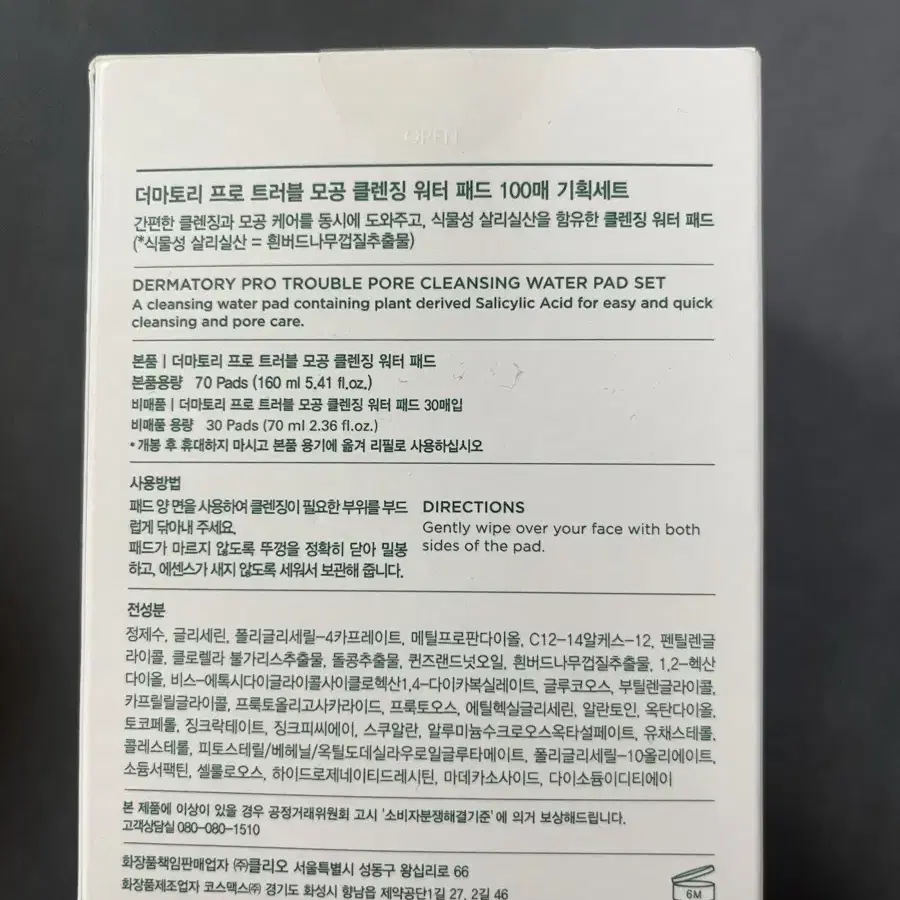 OPEN
더마토리 프로 트러블 모공 클렌징 워터 패드 100매 기획세트
간편한 클렌징과 모공 케어를 동시에 도와주고, 식물성 살리실산을 함유한 클렌징 워터 패드
(*식물성 살리실산 = 흰버드나무껍질추출물)
DERMATORY PRO TROUBLE PORE CLEANSING WATER PAD SET
A cleansing water pad containing plant derived Salicylic Acid for easy and quick
cleansing and pore care.
본품 | 더마토리 프로 트러블 모공 클렌징 워터 패드
본품용량 70 Pads (160 ml 5.41 fl.oz.)
비매품 | 더마토리 프로 트러블 모공 클렌징 워터 패드 30매입
비매품 용량 30 Pads (70 ml 2.36 fl.oz.)
• 개봉 후 휴대하지 마시고 본품 용기에 옮겨 리필로 사용하십시오
사용방법
패드 양 면을 사용하여 클렌징이 필요한 부위를 부드
럽게 닦아내 주세요.
패드가 마르지 않도록 뚜껑을 정확히 닫아 밀봉
하고, 에센스가 새지 않도록 세워서 보관해 줍니다.
DIRECTIONS
Gently wipe over your face with both
sides of the pad.
전성분
정제수, 글리세린, 폴리글리세릴-4카프레이트, 메틸프로판다이올, C12-14알케스-12, 펜틸렌글
라이콜, 클로렐라 불가리스추출물, 돌콩추출물, 퀸즈랜드넛오일, 흰버드나무껍질추출물, 1,2-헥산
다이올, 비스-에톡시다이글라이콜사이클로헥산1,4-다이카복실레이트, 글루코오스, 부틸렌글라이콜,
카프릴릴글라이콜, 프룩토올리고사카라이드, 프룩토오스, 에틸헥실글리세린, 알란토인, 옥탄다이올,
토코페롤, 징크락테이트, 징크피씨에이, 스쿠알란, 알루미늄수크로오스옥타설페이트, 유채스테롤,
콜레스테롤, 피토스테릴/베헤닐/옥틸도데실라우로일글루타메이트, 폴리글리세릴-10올리에이트,
소듐서팩틴, 셀룰로오스, 하이드로제네이티드레시틴, 마데카소사이드, 다이소듐이디티에이
본 제품에 이상이 있을 경우 공정거래위원회 고시 '소비자분쟁해결기준'에 의거 보상해드립니다.
고객상담실 080-080-1510
화장품책임판매업자 ㈜클리오 서울특별시 성동구 왕십리로 66
화장품제조업자 코스맥스㈜ 경기도 화성시 향남읍 제약공단1길 27, 2길 46
6M